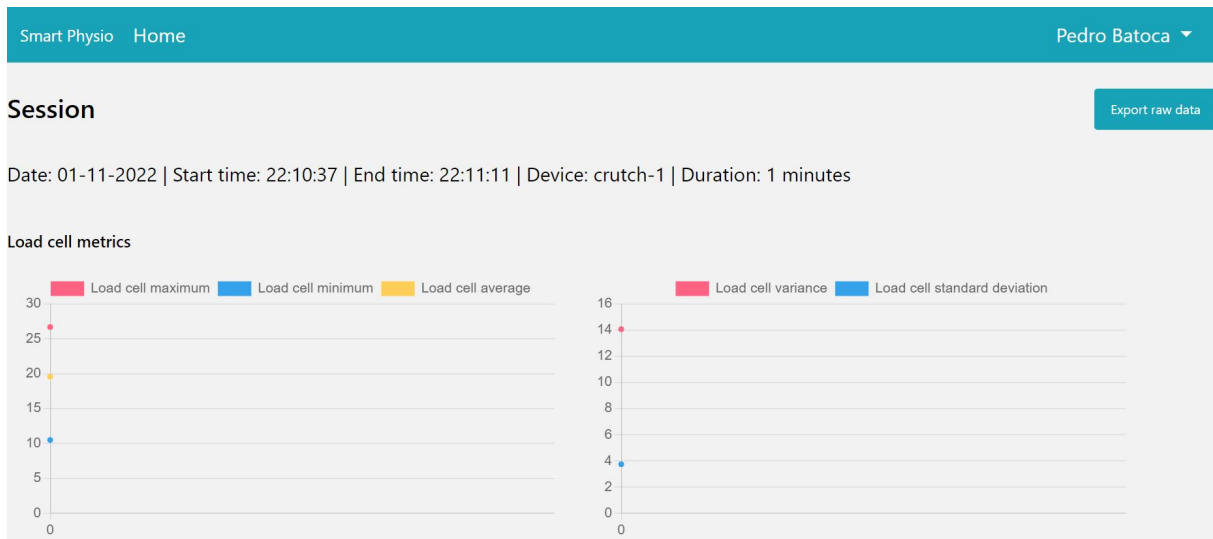 Smart Physio Home Pedro Batoca
Session
Export raw data
Date: 01-11-2022 | Start time: 22:10:37 | End time: 22:11:11 | Device: crutch-1 | Duration: 1 minutes
Load cell metrics
Load cell maximum Load cell minimum Load cell average
30
25
20
15
10
5
0
0
Load cell variance Load cell standard deviation
16
14
12
10
8
6
4
2
0
0